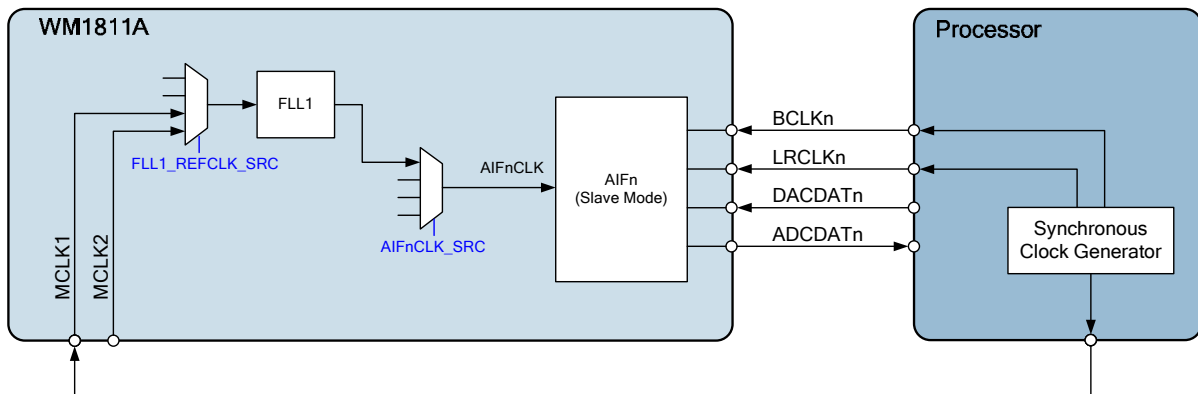 WM1811A
Processor
FLL1
FLL1_REFCLK_SRC
AIFnCLK
AIFnCLK_SRC
AIFn
(Slave Mode)
BCLKn
LRCLKn
DACDATn
ADCDATn
Synchronous
Clock Generator
MCLK1
MCLK2